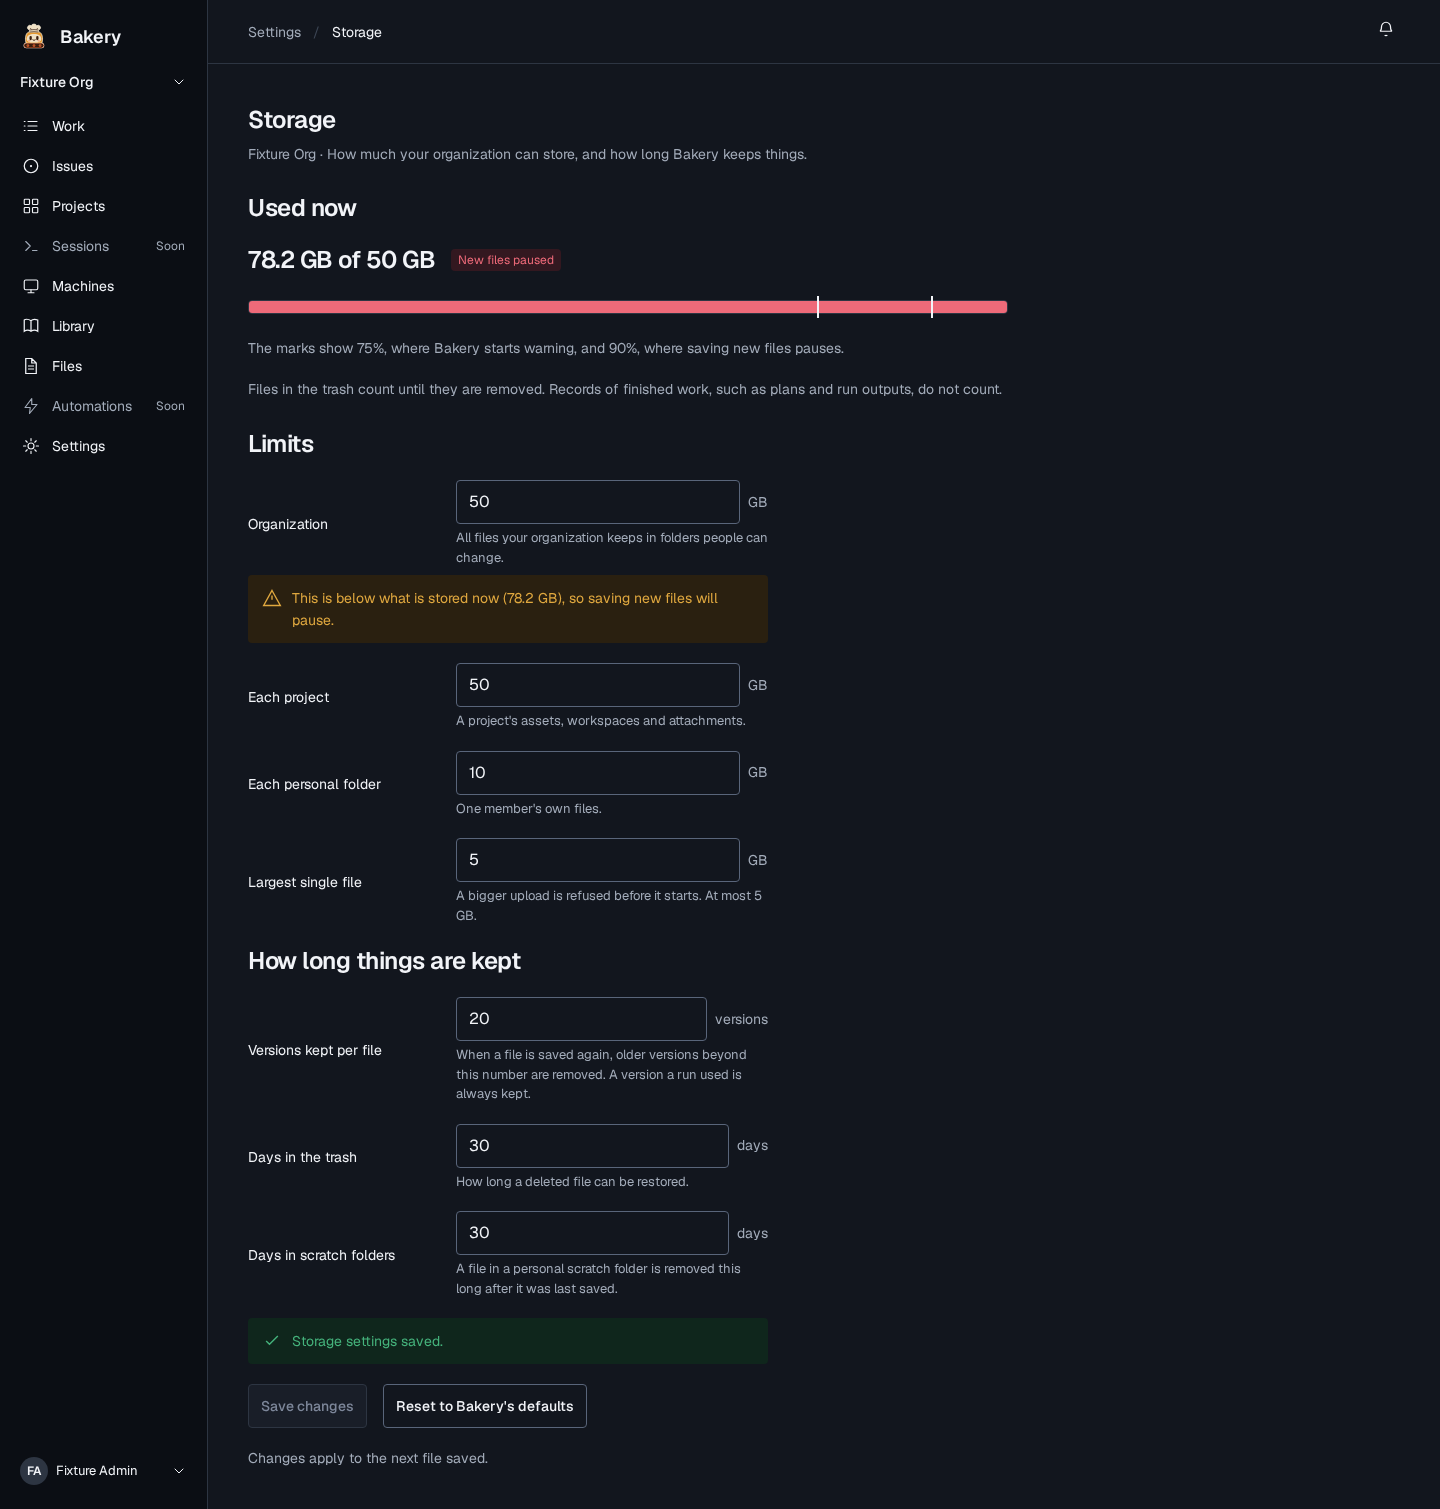 Bakery
Fixture Org
Work
Issues
Projects
Sessions Soon
Machines
Library
Files
Automations Soon
Settings
FA Fixture Admin
Settings / Storage
Storage
Fixture Org · How much your organization can store, and how long Bakery keeps things.
Used now
78.2 GB of 50 GB New files paused
The marks show 75%, where Bakery starts warning, and 90%, where saving new files pauses.
Files in the trash count until they are removed. Records of finished work, such as plans and run outputs, do not count.
Limits
Organization
50 GB
All files your organization keeps in folders people can
change.
This is below what is stored now (78.2 GB), so saving new files will
pause.
Each project
50 GB
A project's assets, workspaces and attachments.
Each personal folder
10 GB
One member's own files.
Largest single file
5 GB
A bigger upload is refused before it starts. At most 5
GB.
How long things are kept
Versions kept per file
20 versions
When a file is saved again, older versions beyond
this number are removed. A version a run used is
always kept.
Days in the trash
30 days
How long a deleted file can be restored.
Days in scratch folders
30 days
A file in a personal scratch folder is removed this
long after it was last saved.
Storage settings saved.
Save changes Reset to Bakery's defaults
Changes apply to the next file saved.